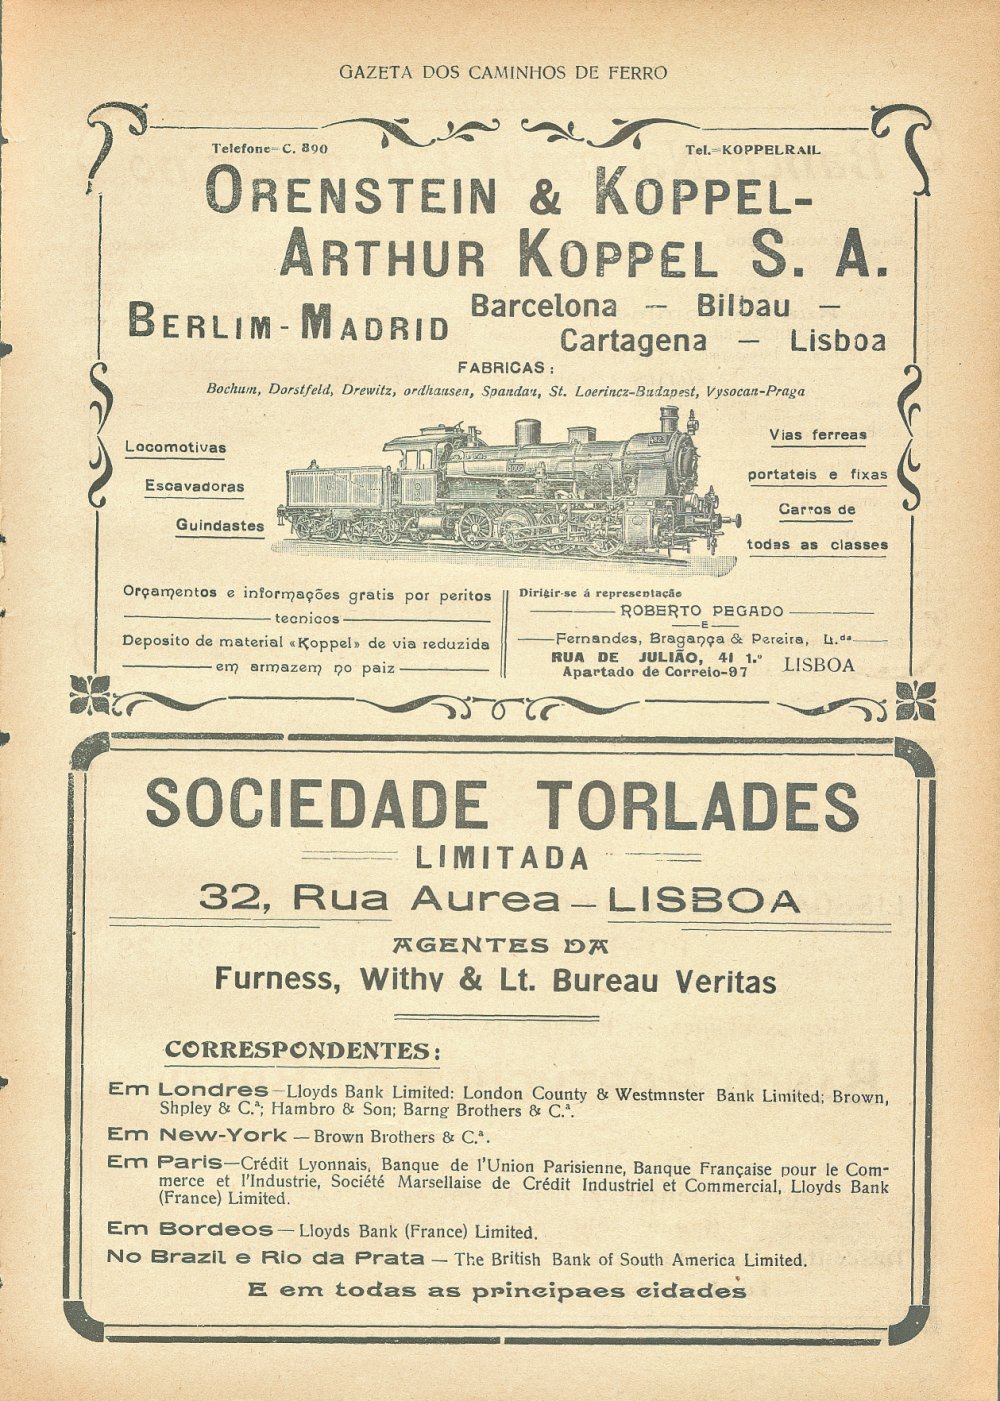 GAZETA DOS CAMINHOS DE FERRO
Telefone-C. 890
Tel.-KOPPELRAIL
ORENSTEIN & KOPPEL-
ARTHUR KOPPEL S. A.
BERLIM-MADRID
Barcelona — Bilbau —
Cartagena — Lisboa
FABRICAS:
Bochum, Dorstfeld, Drewitz, ordhausen, Spandau, St. Loerincz-Budapest, Vysocan-Praga
Locomotivas
Escavadoras
Guindastes
Vias ferreas
portateis e fixas
Carros de
todas as classes
Orçamentos e informações gratis por peritos
tecnicos
Deposito de material «Koppel» de via reduzida
em armazem no paiz
Dirigir-se á representação
ROBERTO PEGADO
E
Fernandes, Bragança & Pereira, L.da
RUA DE JULIÃO, 41 1.º
Apartado de Correio-97
LISBOA
SOCIEDADE TORLADES
LIMITADA
32, Rua Aurea — LISBOA
AGENTES DA
Furness, Withv & Lt. Bureau Veritas
CORRESPONDENTES:
Em Londres—Lloyds Bank Limited: London County & Westmnster Bank Limited; Brown,
Shpley & C.ª; Hambro & Son; Barng Brothers & C.ª.
Em New-York — Brown Brothers & C.ª.
Em Paris—Crédit Lyonnais, Banque de l'Union Parisienne, Banque Française pour le Com-
merce et l'Industrie, Société Marsellaise de Crédit Industriel et Commercial, Lloyds Bank
(France) Limited.
Em Bordeos — Lloyds Bank (France) Limited.
No Brazil e Rio da Prata — The British Bank of South America Limited.
E em todas as principaes cidades